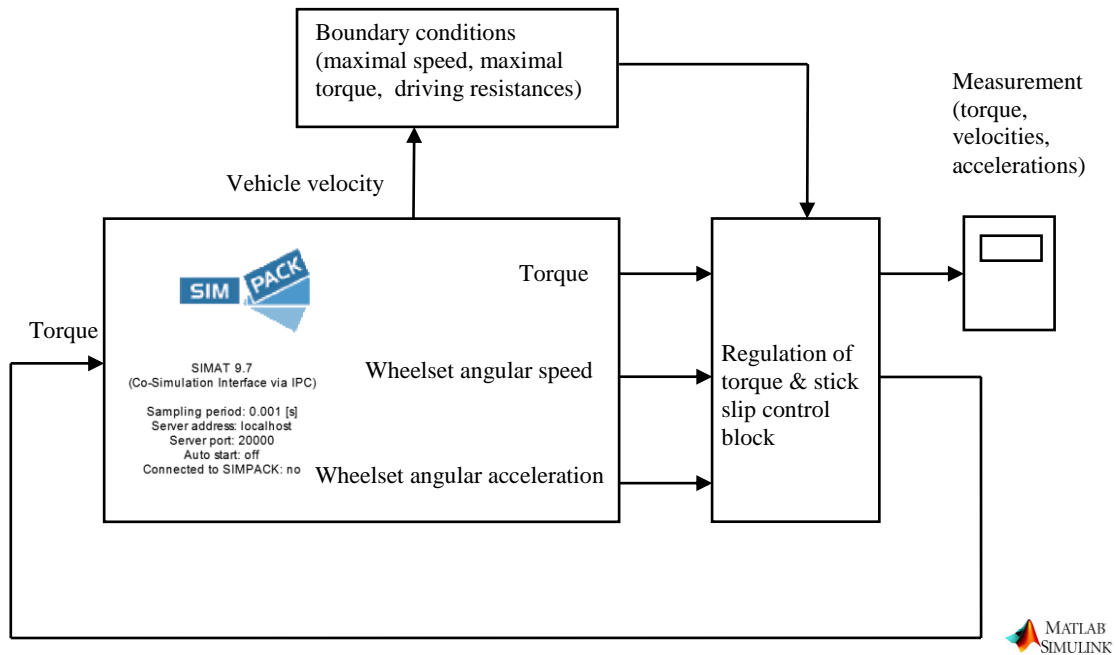 Boundary conditions
(maximal speed, maximal
torque, driving resistances)
Measurement
(torque,
velocities,
accelerations)
Vehicle velocity
SIM PACK
Torque
Torque
SIMAT 9.7
(Co-Simulation Interface via IPC)
Wheelset angular speed
Regulation of
torque & stick
slip control
block
Sampling period: 0.001 [s]
Server address: localhost
Server port: 20000
Auto start: off
Connected to SIMPACK: no
Wheelset angular acceleration
MATLAB
SIMULINK